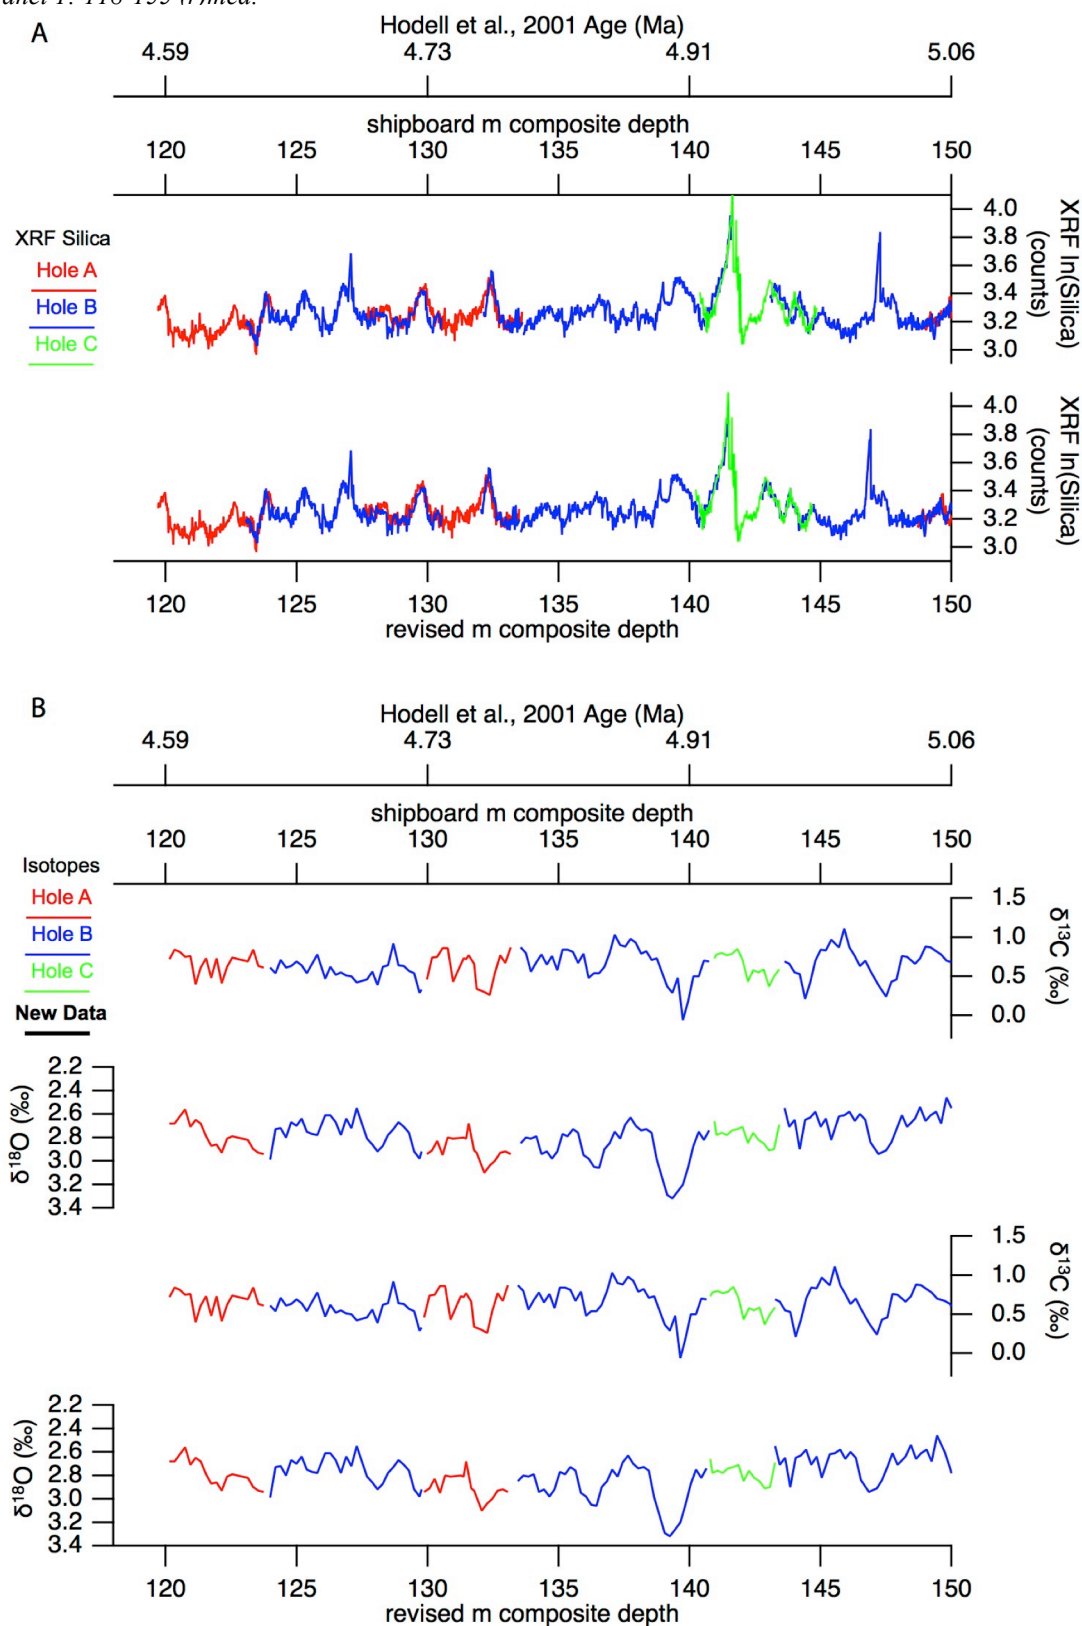 anel 1: 118-153 (r)mcd.
A
Hodell et al., 2001 Age (Ma)
4.59 4.73 4.91 5.06
shipboard m composite depth
120 125 130 135 140 145 150
XRF Silica
Hole A
Hole B
Hole C
4.0
3.8
3.6
3.4
3.2
3.0
XRF ln(Silica)
(counts)
4.0
3.8
3.6
3.4
3.2
3.0
XRF ln(Silica)
(counts)
120 125 130 135 140 145 150
revised m composite depth
B
Hodell et al., 2001 Age (Ma)
4.59 4.73 4.91 5.06
shipboard m composite depth
120 125 130 135 140 145 150
Isotopes
Hole A
Hole B
Hole C
New Data
1.5
1.0
0.5
0.0
δ¹³C (‰)
2.2
2.4
2.6
2.8
3.0
3.2
3.4
δ¹⁸O (‰)
1.5
1.0
0.5
0.0
δ¹³C (‰)
2.2
2.4
2.6
2.8
3.0
3.2
3.4
δ¹⁸O (‰)
120 125 130 135 140 145 150
revised m composite depth